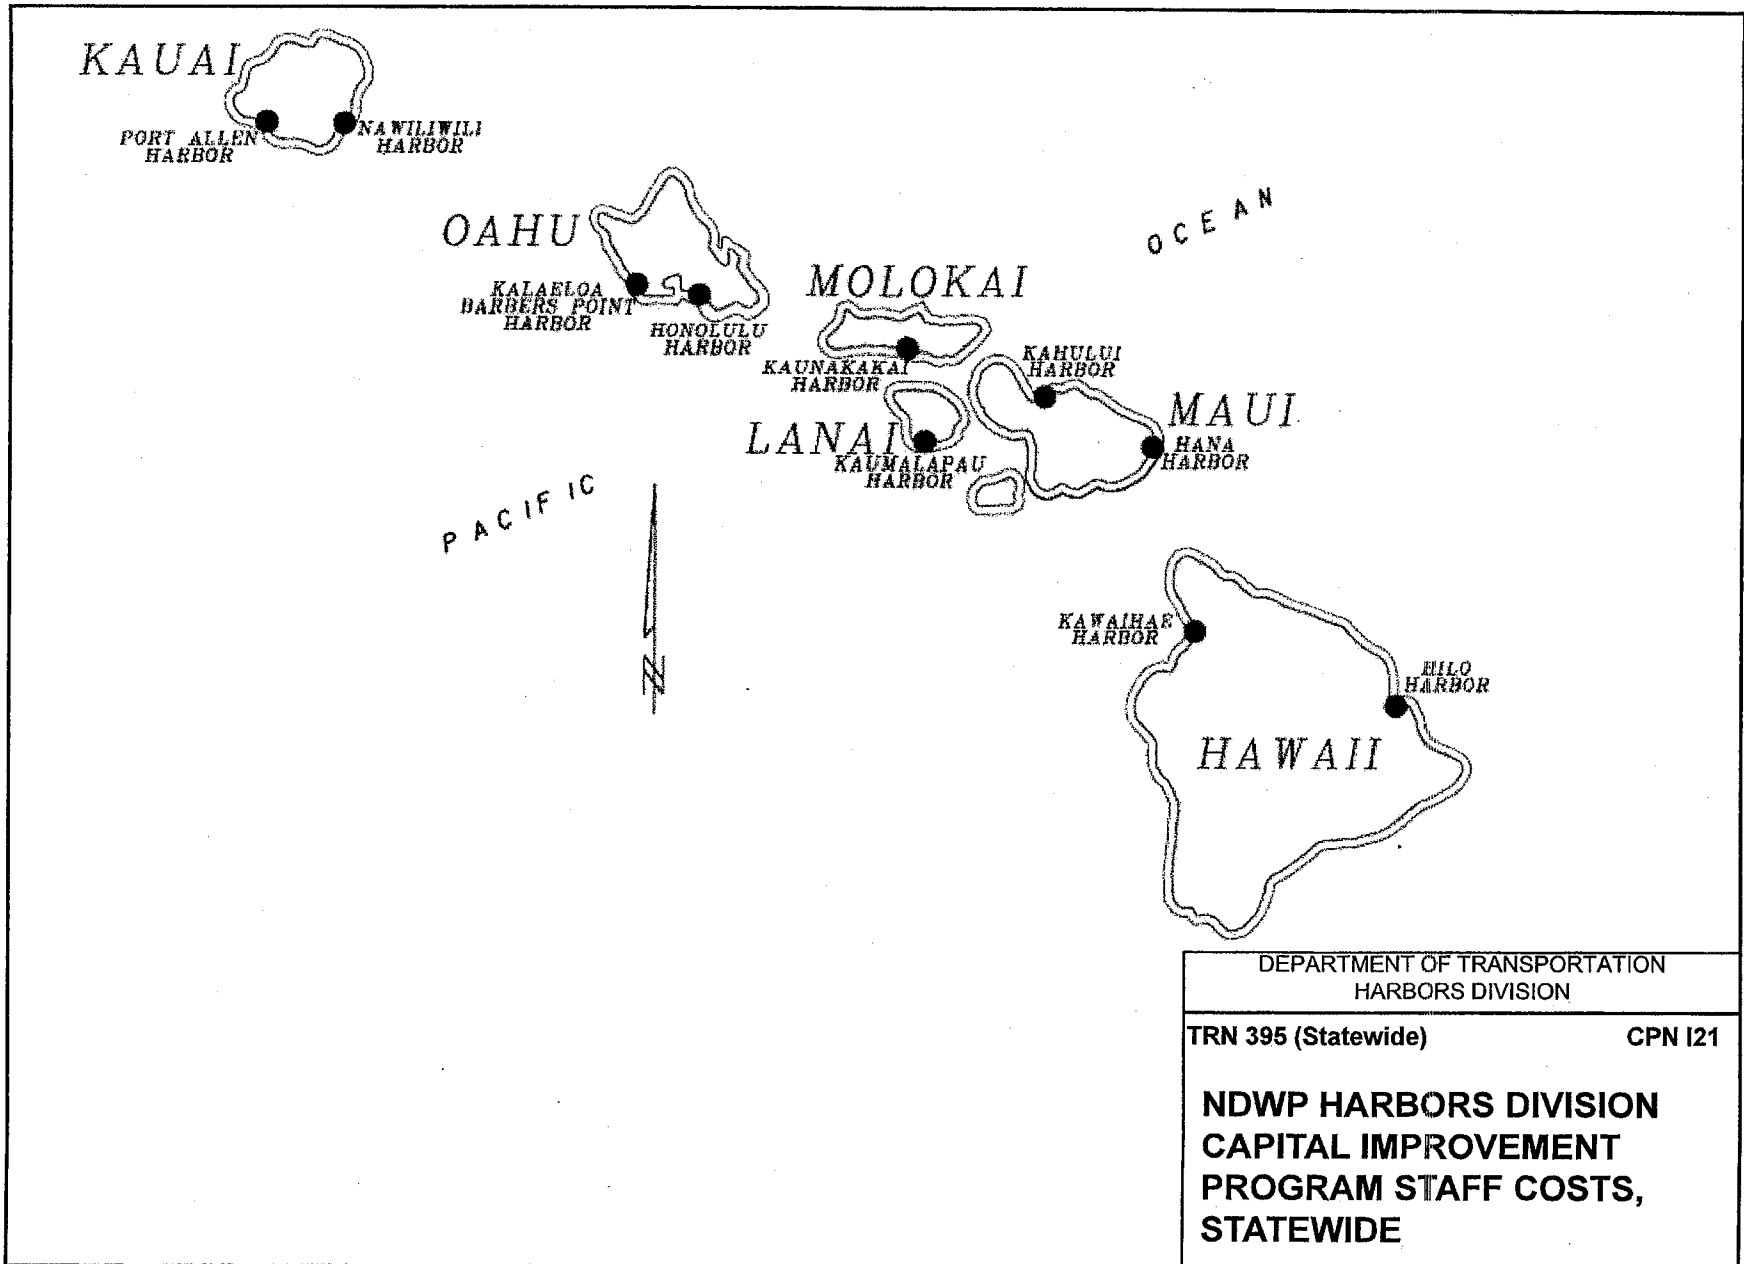 KAUAI
PORT ALLEN
HARBOR
NAWILIWILI
HARBOR
OAHU
KALAELOA
BARBERS POINT
HARBOR
HONOLULU
HARBOR
OCEAN
MOLOKAI
KAUNAKAKAI
HARBOR
KAHULUI
HARBOR
MAUI
HANA
HARBOR
LANAI
KAUMALAPAU
HARBOR
PACIFIC
N
KAWAIHAE
HARBOR
HILO
HARBOR
HAWAII
DEPARTMENT OF TRANSPORTATION
HARBORS DIVISION
TRN 395 (Statewide) CPN I21
NDWP HARBORS DIVISION
CAPITAL IMPROVEMENT
PROGRAM STAFF COSTS,
STATEWIDE